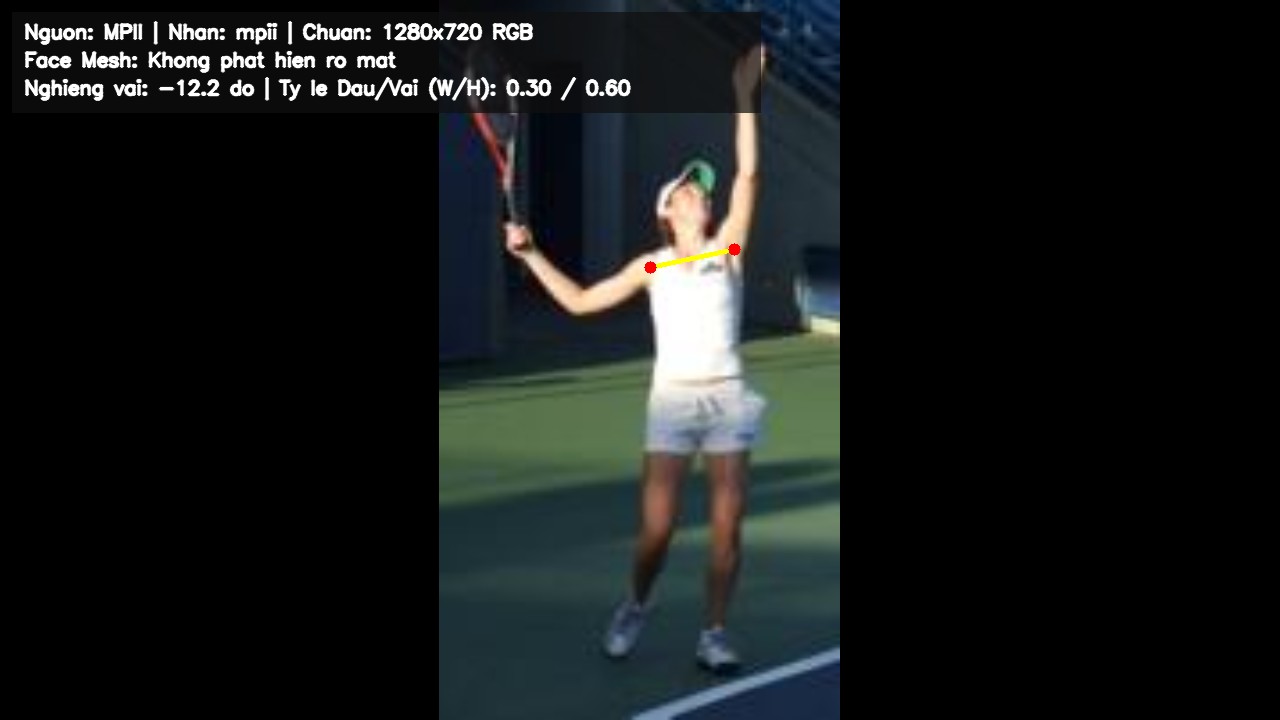 Nguon: MPII | Nhan: mpii | Chuan: 1280x720 RGB
Face Mesh: Khong phat hien ro mat
Nghieng vai: -12.2 do | Ty le Dau/Vai (W/H): 0.30 / 0.60